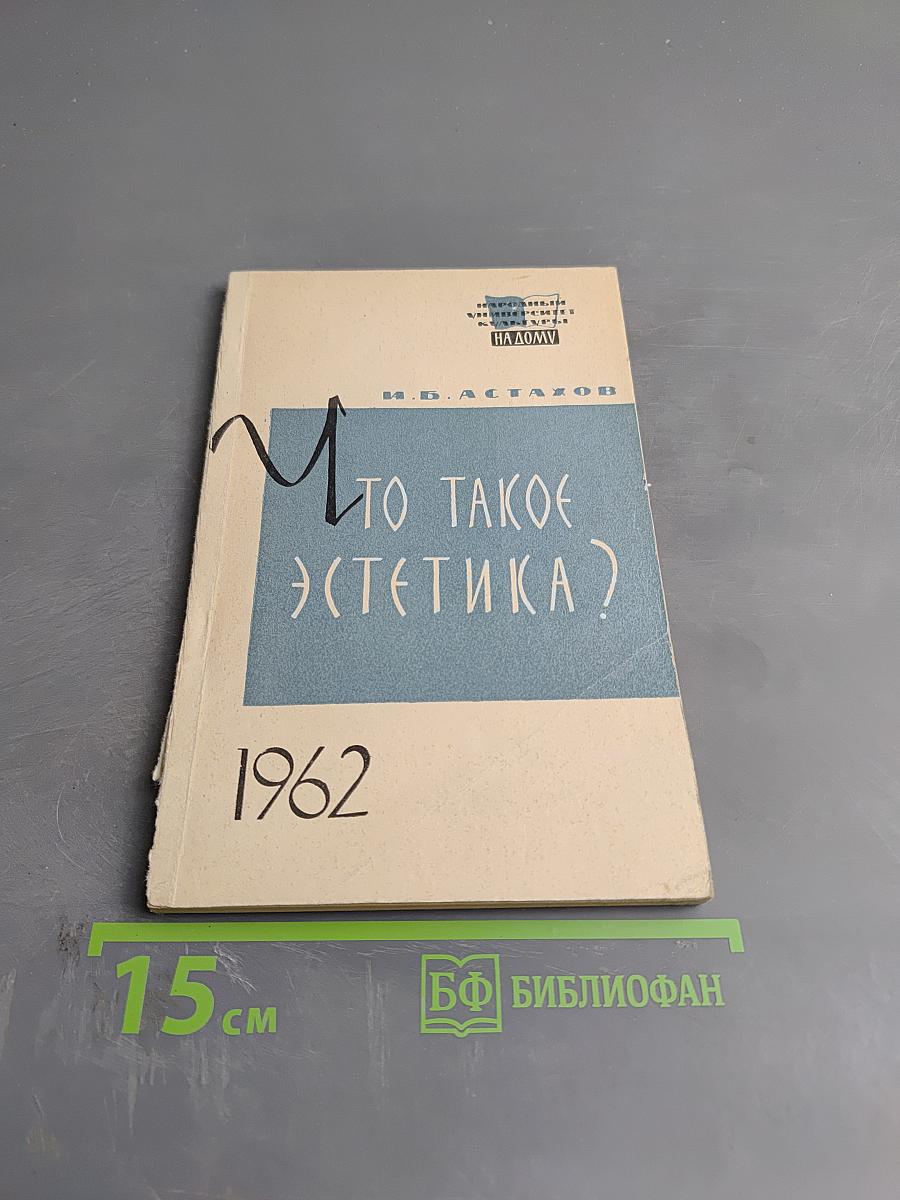 НАРОДНЫЙ
УНИВЕРСИТЕТ
КУЛЬТУРЫ
НА ДОМУ
И.Б. АСТАХОВ
ЧТО ТАКОЕ
ЭСТЕТИКА?
1962
15 см
БФ БИБЛИОФАН